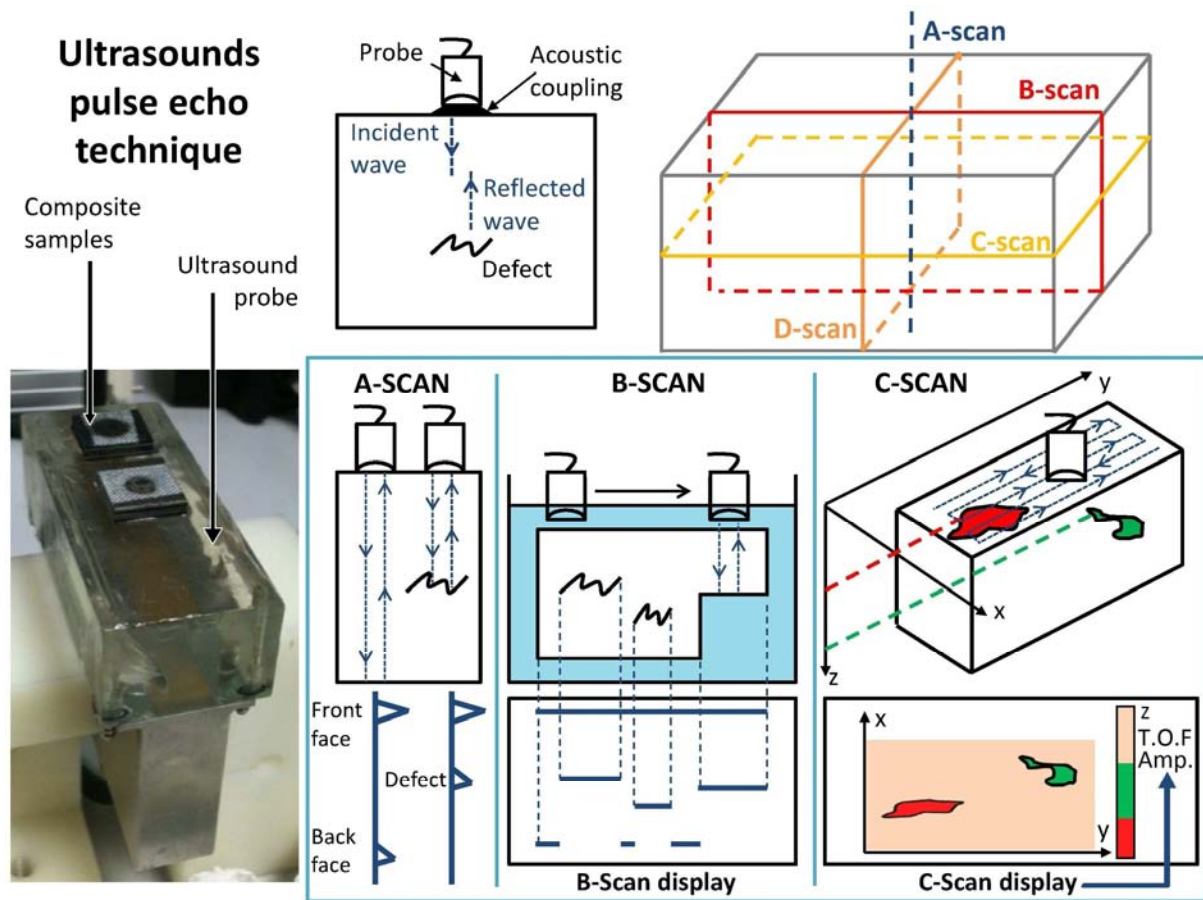 Ultrasounds
pulse echo
technique
Composite
samples
Ultrasound
probe
Probe
Acoustic
coupling
Incident
wave
Reflected
wave
Defect
A-scan
B-scan
C-scan
D-scan
A-SCAN
Front
face
Defect
Back
face
B-SCAN
B-Scan display
C-SCAN
y
x
z
x
y
z
T.O.F
Amp.
C-Scan display